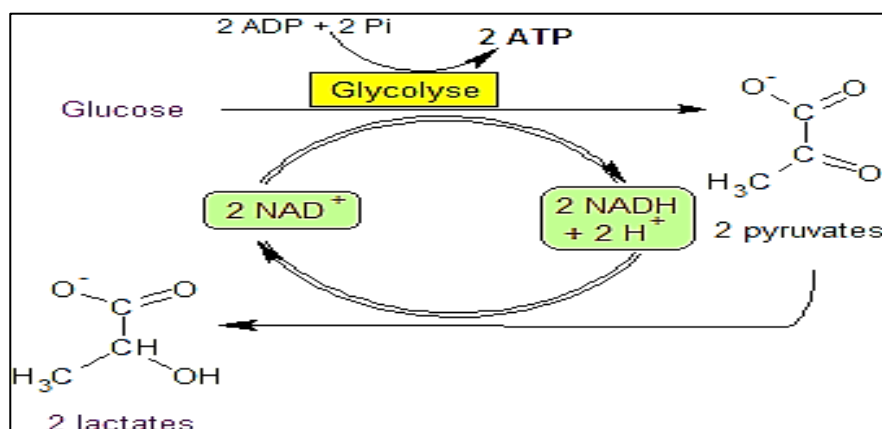 2 ADP + 2 Pi
2 ATP
Glycolyse
Glucose
O⁻
O
C
C
O
H₃C
2 NAD⁺
2 NADH
+ 2 H⁺
2 pyruvates
O⁻
O
C
CH
H₃C
OH
2 lactates